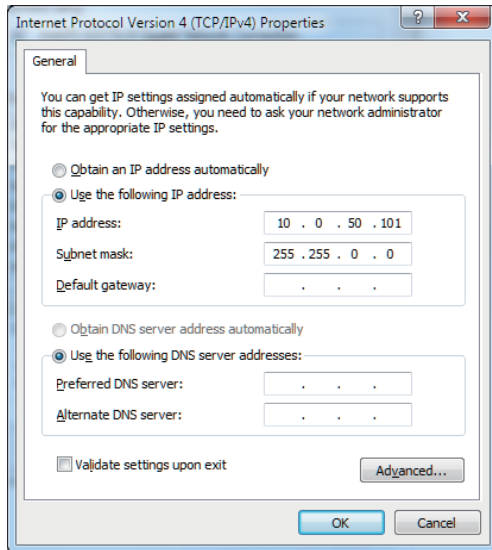 Internet Protocol Version 4 (TCP/IPv4) Properties
?
General
You can get IP settings assigned automatically if your network supports
this capability. Otherwise, you need to ask your network administrator
for the appropriate IP settings.
Obtain an IP address automatically
Use the following IP address:
IP address: 10 . 0 . 50 . 101
Subnet mask: 255 . 255 . 0 . 0
Default gateway: . . .
Obtain DNS server address automatically
Use the following DNS server addresses:
Preferred DNS server: . . .
Alternate DNS server: . . .
Validate settings upon exit
Advanced...
OK Cancel